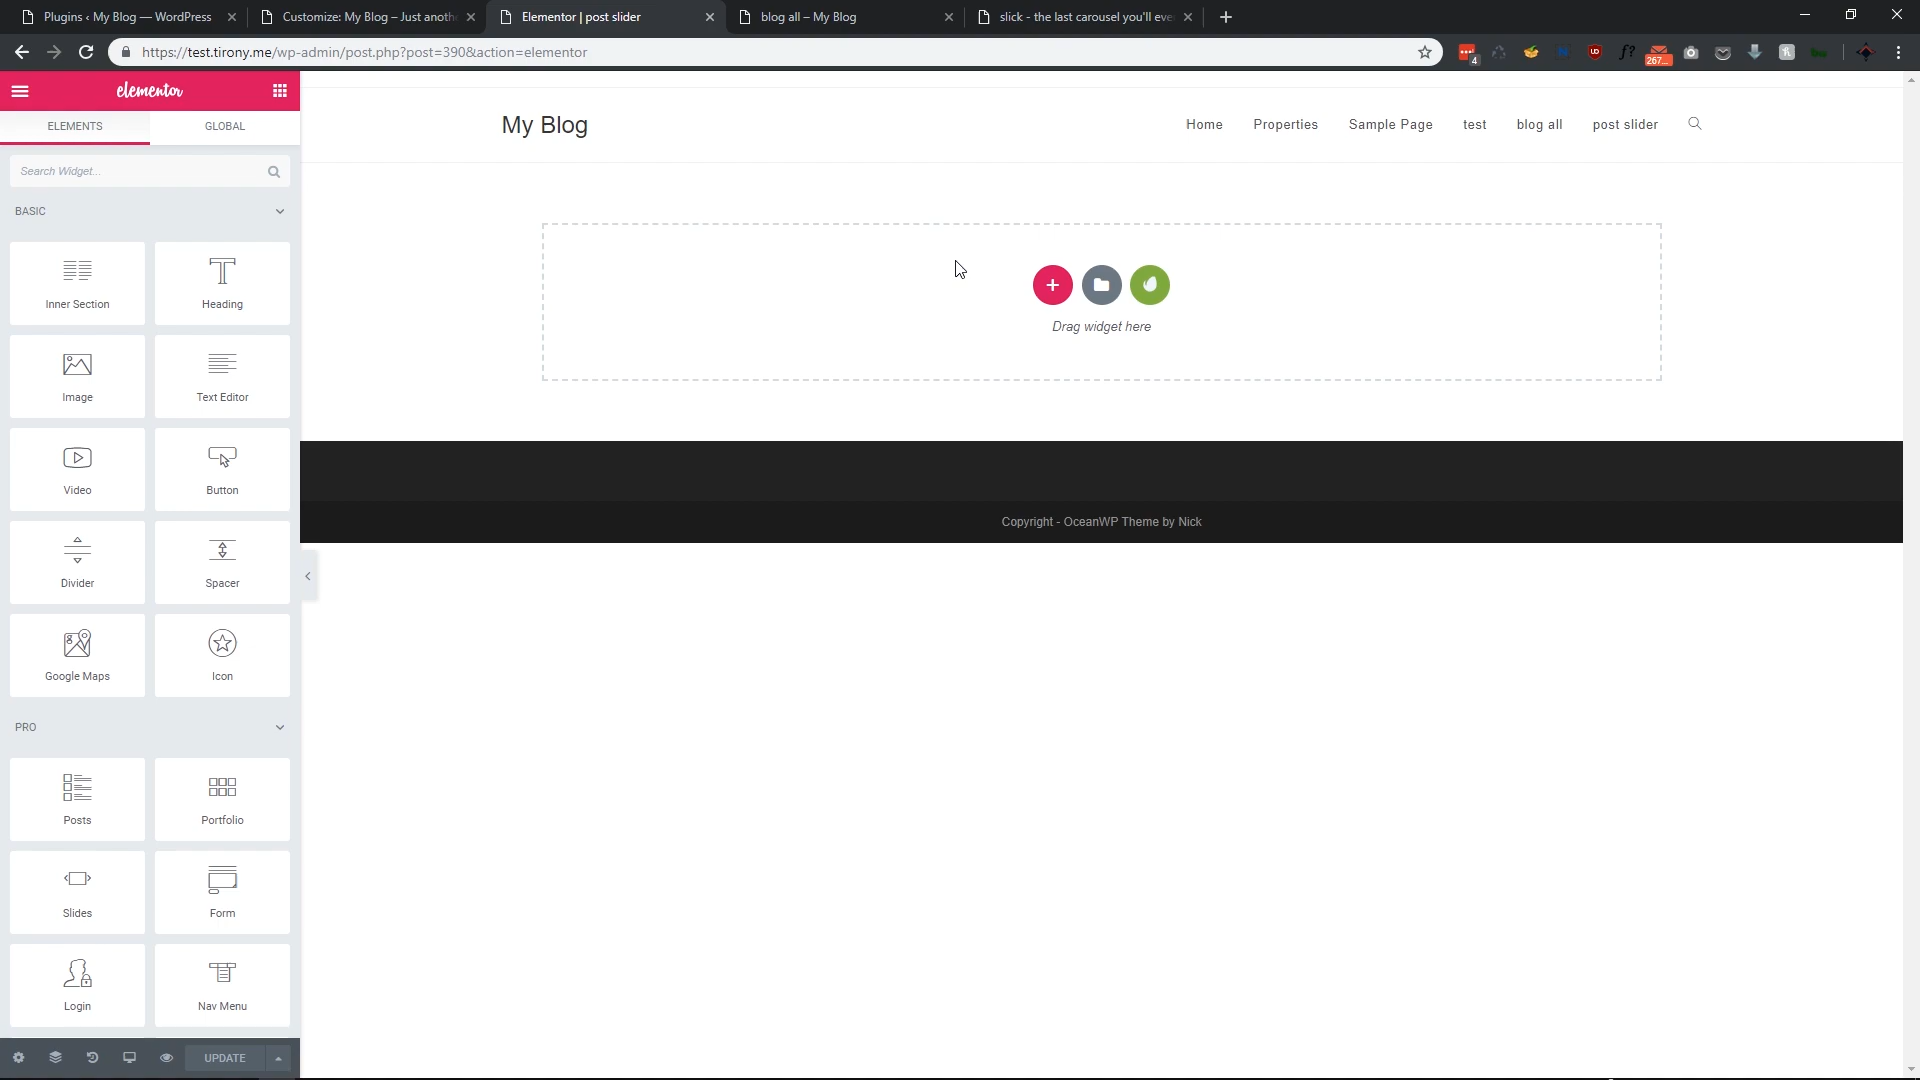 Plugins ‹ My Blog — WordPress
Customize: My Blog – Just anoth
Elementor | post slider
blog all – My Blog
slick - the last carousel you'll eve
https://test.tirony.me/wp-admin/post.php?post=390&action=elementor
4
UO
f?
267...
elementor
ELEMENTS
GLOBAL
Search Widget...
BASIC
Inner Section
Heading
Image
Text Editor
Video
Button
Divider
Spacer
Google Maps
Icon
PRO
Posts
Portfolio
Slides
Form
Login
Nav Menu
UPDATE
My Blog
Home
Properties
Sample Page
test
blog all
post slider
Drag widget here
Copyright - OceanWP Theme by Nick